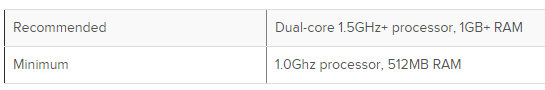 Recommended Dual-core 1.5GHz+ processor, 1GB+ RAM
Minimum 1.0Ghz processor, 512MB RAM